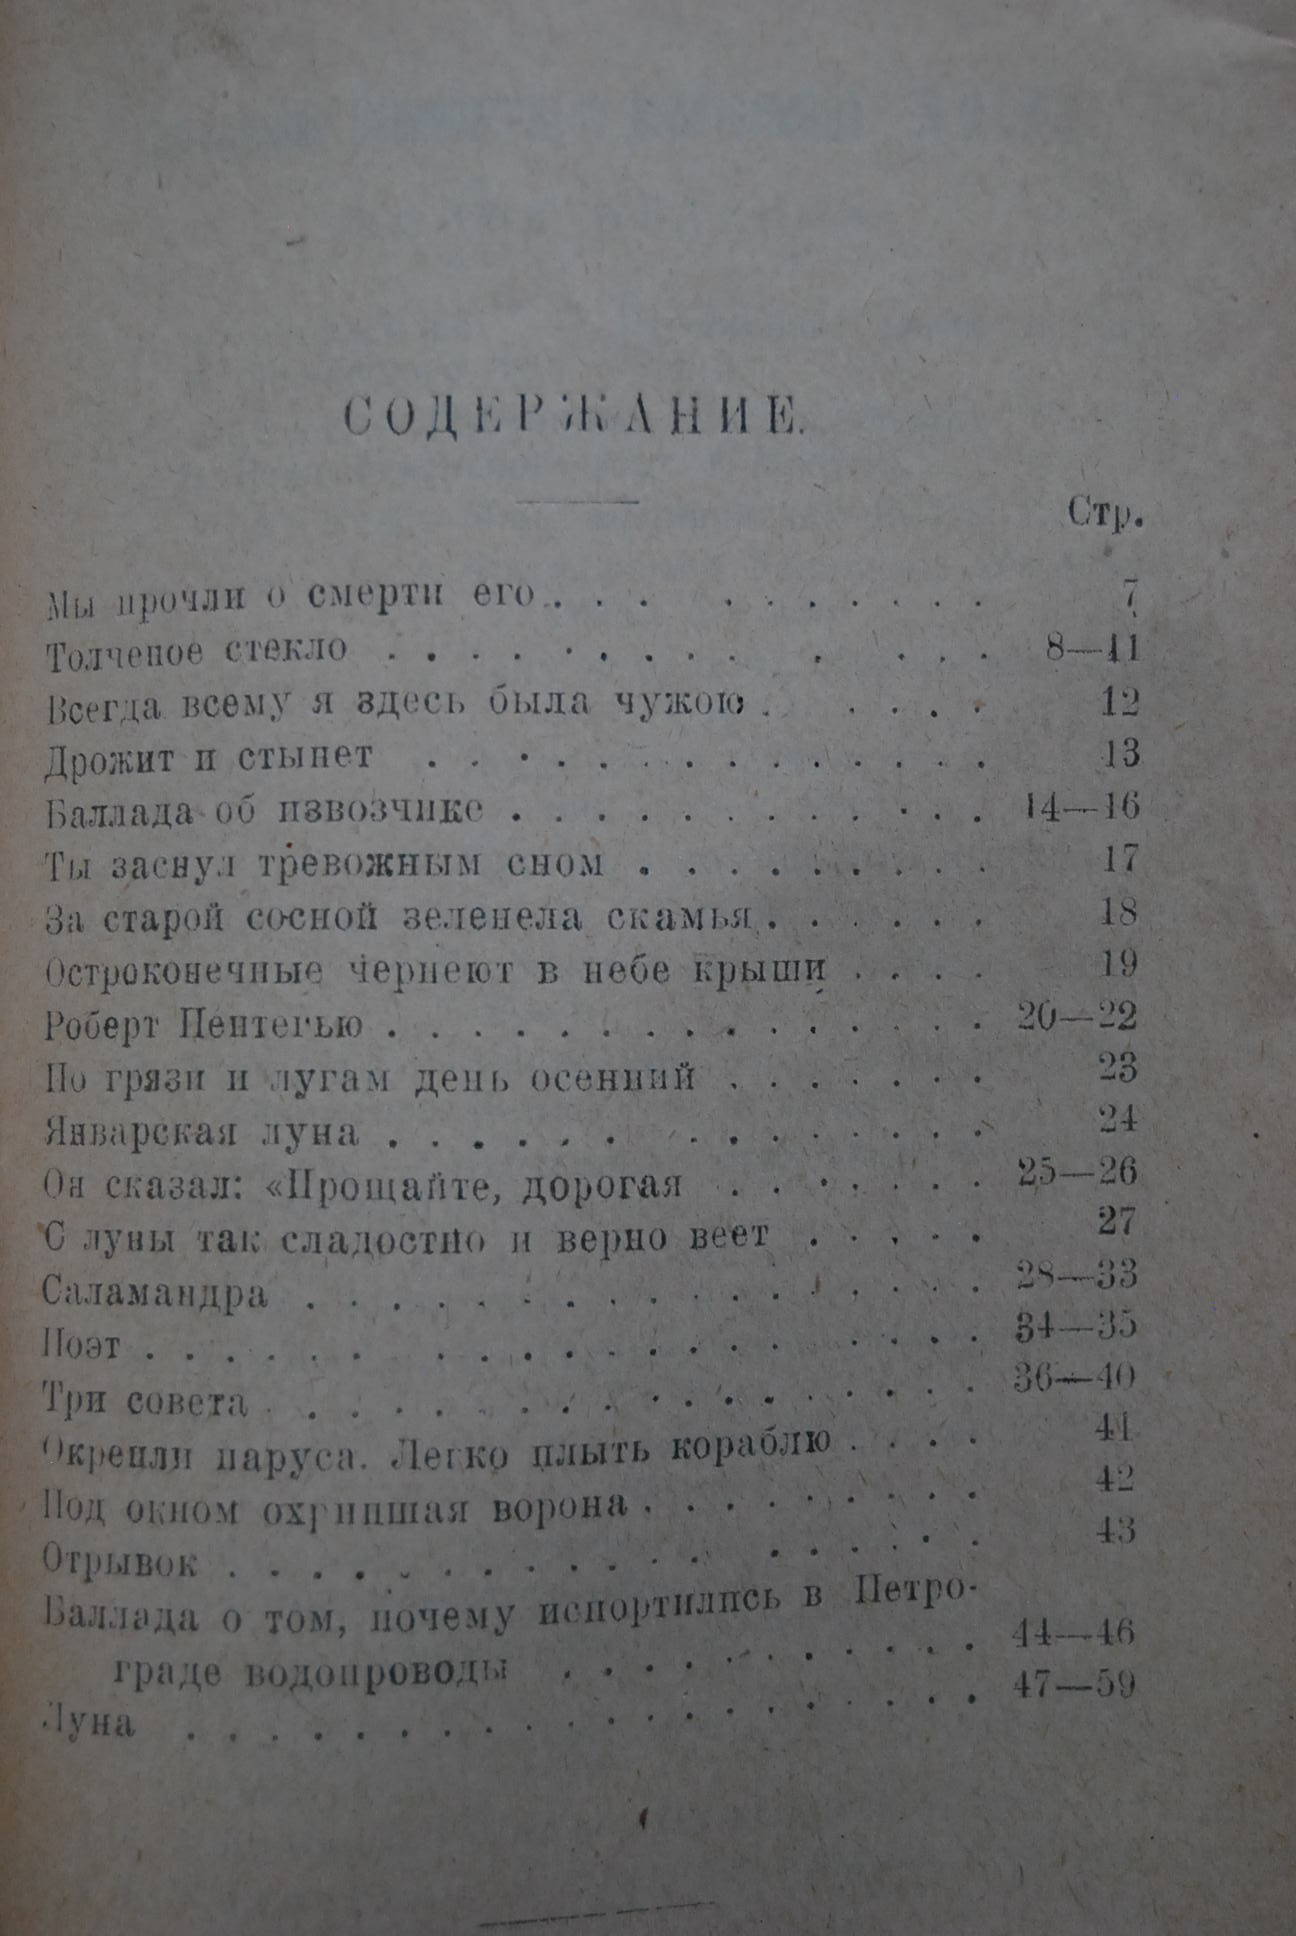 СОДЕРЖАНИЕ.
Стр.
Мы прочли о смерти его . . . . . . . . . . 7
Толченое стекло . . . . . . . . . . . . . 8—11
Всегда всему я здесь была чужою . . . . . 12
Дрожит и стынет . . . . . . . . . . . . . 13
Баллада об извозчике . . . . . . . . . . . 14—16
Ты заснул тревожным сном . . . . . . . . . 17
За старой сосной зеленела скамья . . . . . . 18
Остроконечные чернеют в небе крыши . . . . 19
Роберт Пентегью . . . . . . . . . . . . . . 20—22
По грязи и лугам день осенний . . . . . . . 23
Январская луна . . . . . . . . . . . . . . 24
Он сказал: «Прощайте, дорогая . . . . . . . 25—26
С луны так сладостно и верно веет . . . . . 27
Саламандра . . . . . . . . . . . . . . . . 28—33
Поэт . . . . . . . . . . . . . . . . . . . 34—35
Три совета . . . . . . . . . . . . . . . . 36—40
Окрепли паруса. Легко плыть кораблю . . . . 41
Под окном охрипшая ворона . . . . . . . . . 42
Отрывок . . . . . . . . . . . . . . . . . . 43
Баллада о том, почему испортились в Петро-
граде водопроводы . . . . . . . . . . . 44—46
Луна . . . . . . . . . . . . . . . . . . . 47—59